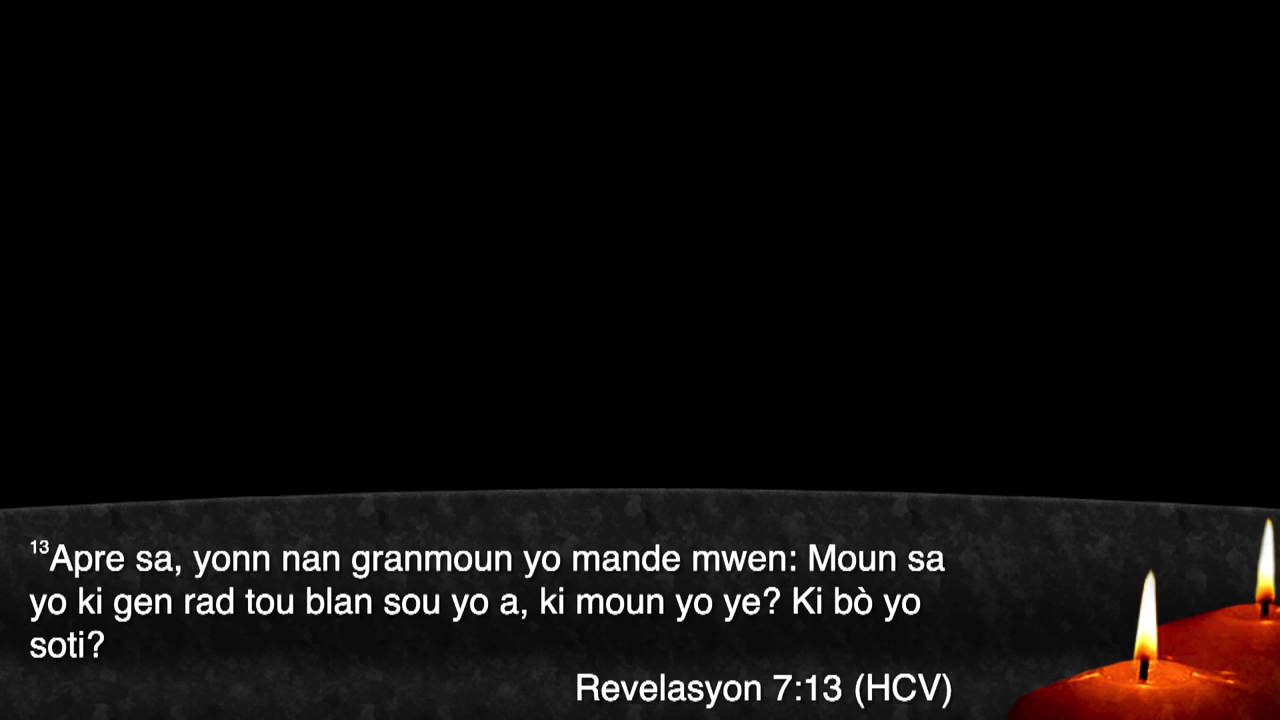 13Apre sa, yonn nan granmoun yo mande mwen: Moun sa
yo ki gen rad tou blan sou yo a, ki moun yo ye? Ki bò yo
soti?
Revelasyon 7:13 (HCV)